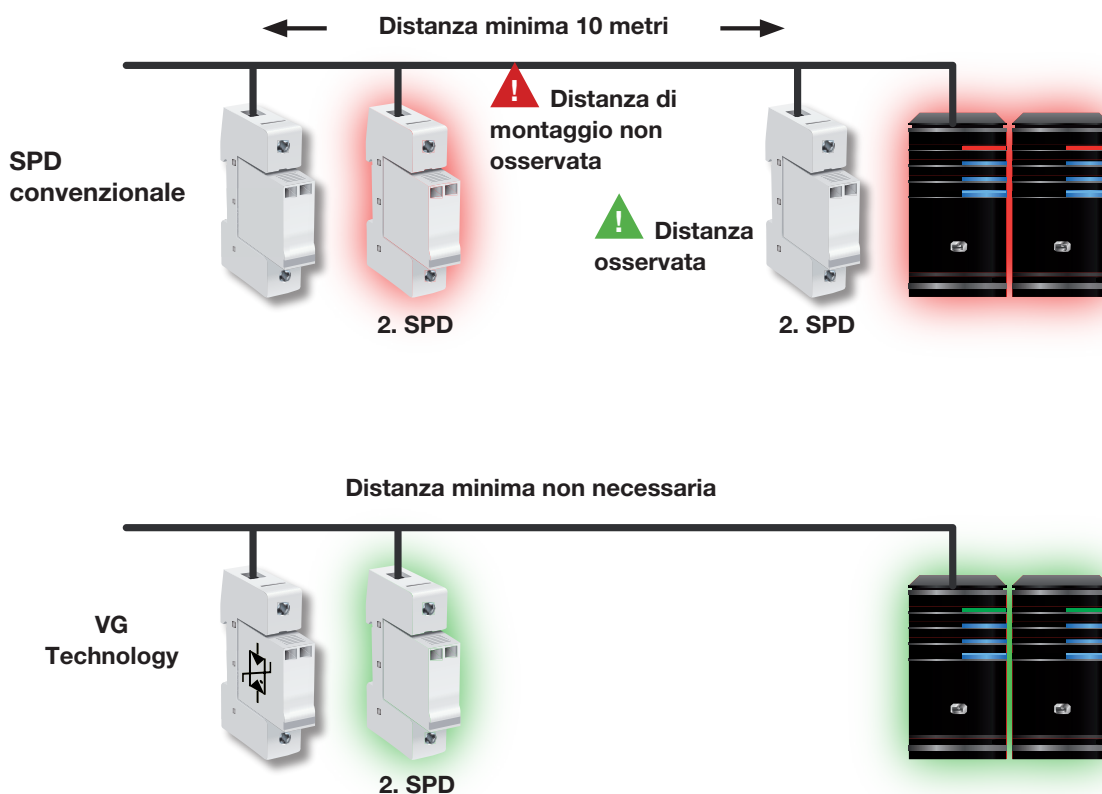 Distanza minima 10 metri
! Distanza di
montaggio non
osservata
SPD
convenzionale
! Distanza
osservata
2. SPD
2. SPD
Distanza minima non necessaria
VG
Technology
2. SPD